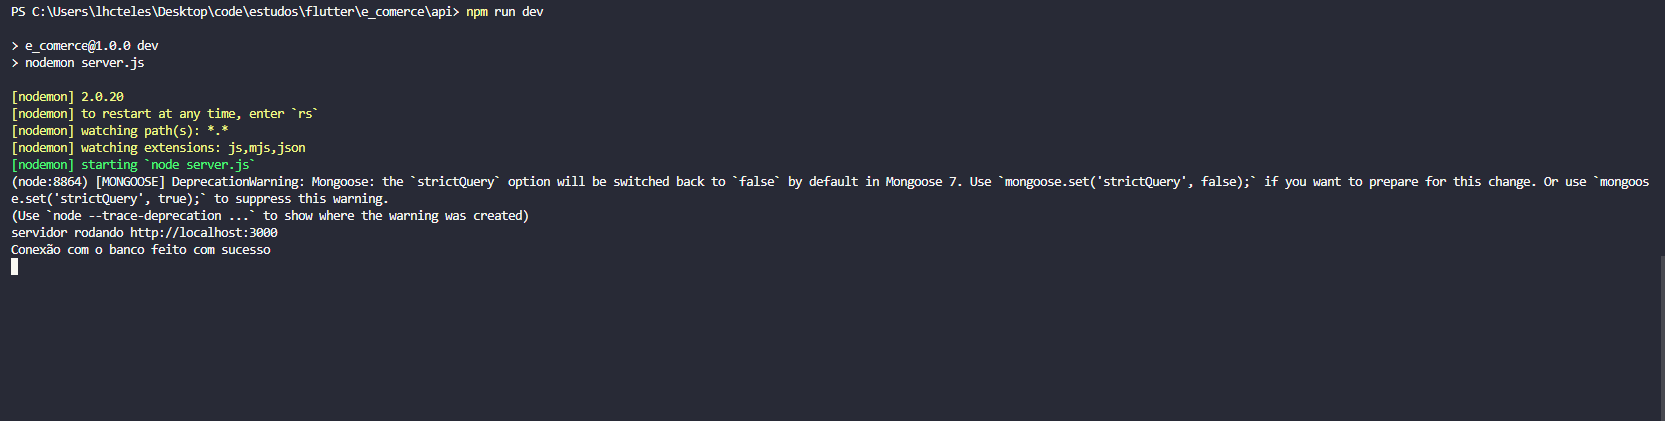 PS C:\Users\lhcteles\Desktop\code\estudos\flutter\e_comerce\api> npm run dev
> e_comerce@1.0.0 dev
> nodemon server.js
[nodemon] 2.0.20
[nodemon] to restart at any time, enter `rs`
[nodemon] watching path(s): *.*
[nodemon] watching extensions: js,mjs,json
[nodemon] starting `node server.js`
(node:8864) [MONGOOSE] DeprecationWarning: Mongoose: the `strictQuery` option will be switched back to `false` by default in Mongoose 7. Use `mongoose.set('strictQuery', false);` if you want to prepare for this change. Or use `mongoos
e.set('strictQuery', true);` to suppress this warning.
(Use `node --trace-deprecation ...` to show where the warning was created)
servidor rodando http://localhost:3000
Conexão com o banco feito com sucesso